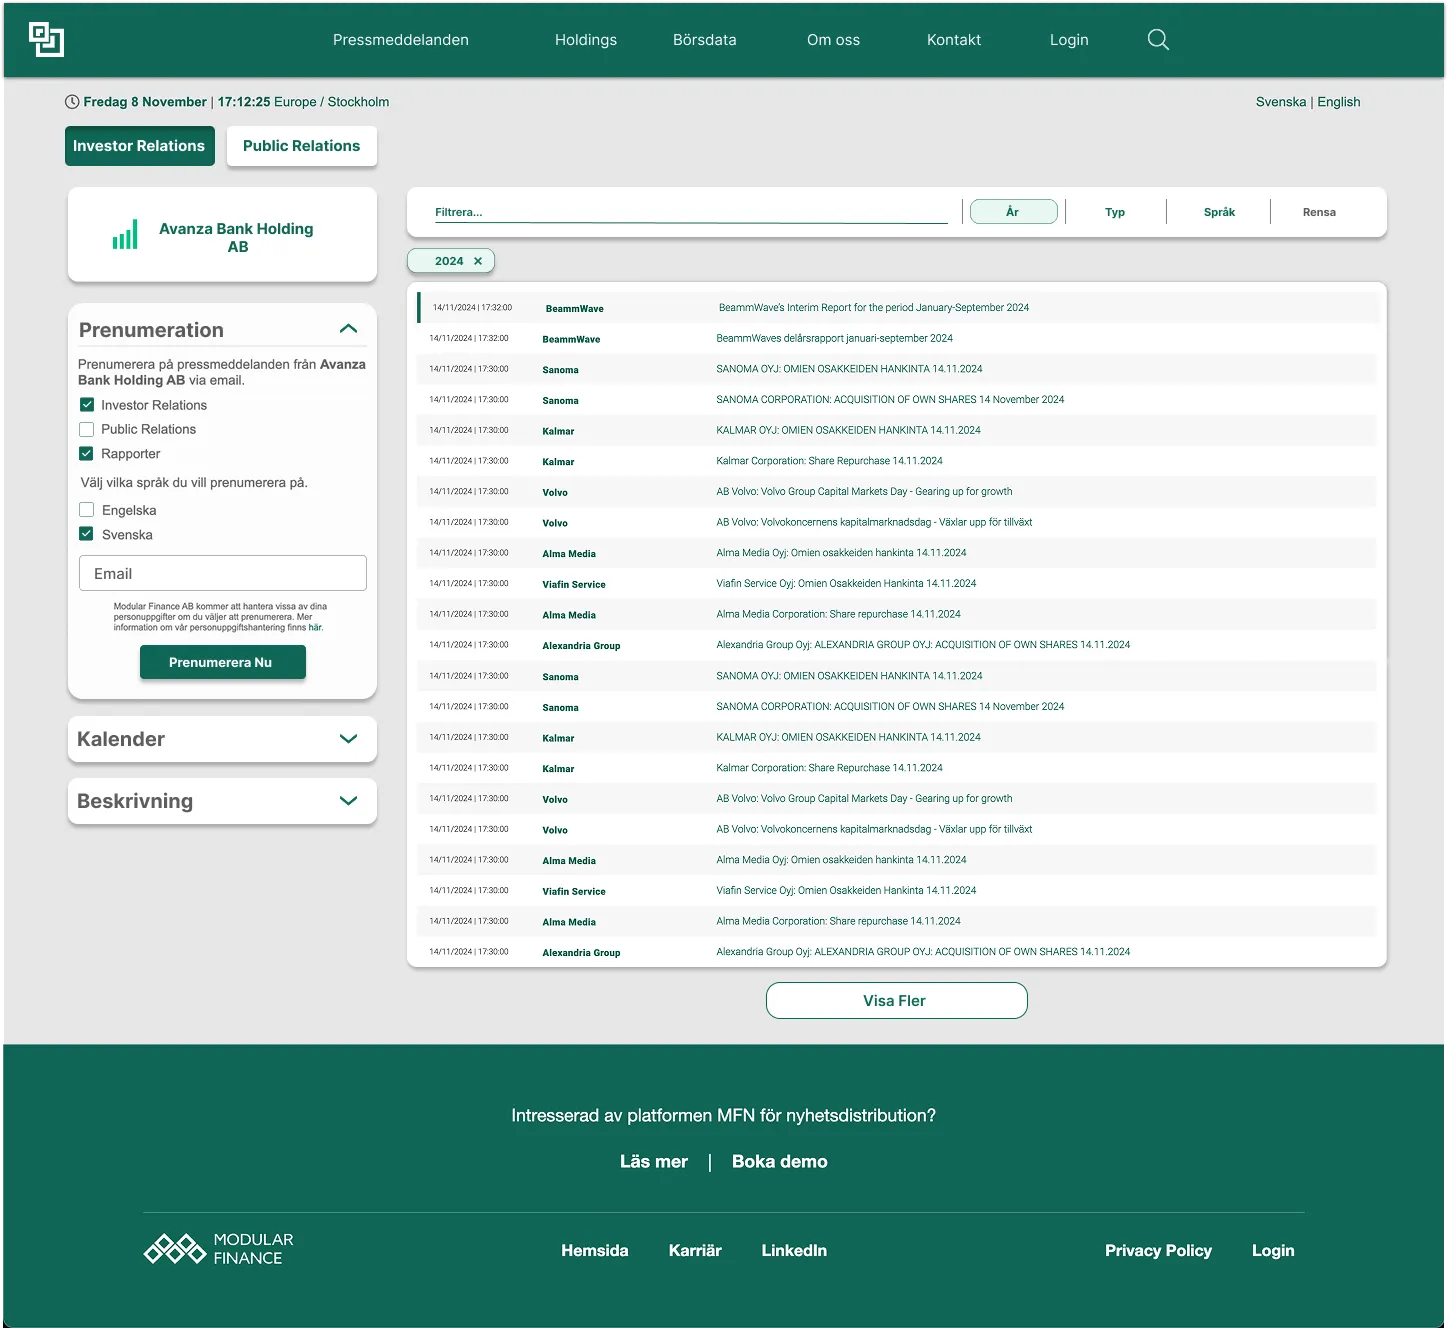 Pressmeddelanden Holdings Börsdata Om oss Kontakt Login
Fredag 8 November | 17:12:25 Europe / Stockholm
Svenska | English
Investor Relations
Public Relations
Avanza Bank Holding
AB
Prenumeration
Prenumerera på pressmeddelanden från Avanza
Bank Holding AB via email.
Investor Relations
Public Relations
Rapporter
Välj vilka språk du vill prenumerera på.
Engelska
Svenska
Email
Modular Finance AB kommer att hantera vissa av dina
personuppgifter om du väljer att prenumerera. Mer
information om vår personuppgiftshantering finns här.
Prenumerera Nu
Kalender
Beskrivning
Filtrera... År Typ Språk Rensa
2024 ×
14/11/2024 | 17:32:00 BeammWave BeammWave's Interim Report for the period January-September 2024
14/11/2024 | 17:32:00 BeammWave BeammWaves delårsrapport januari-september 2024
14/11/2024 | 17:30:00 Sanoma SANOMA OYJ: OMIEN OSAKKEIDEN HANKINTA 14.11.2024
14/11/2024 | 17:30:00 Sanoma SANOMA CORPORATION: ACQUISITION OF OWN SHARES 14 November 2024
14/11/2024 | 17:30:00 Kalmar KALMAR OYJ: OMIEN OSAKKEIDEN HANKINTA 14.11.2024
14/11/2024 | 17:30:00 Kalmar Kalmar Corporation: Share Repurchase 14.11.2024
14/11/2024 | 17:30:00 Volvo AB Volvo: Volvo Group Capital Markets Day - Gearing up for growth
14/11/2024 | 17:30:00 Volvo AB Volvo: Volvokoncernens kapitalmarknadsdag - Växlar upp för tillväxt
14/11/2024 | 17:30:00 Alma Media Alma Media Oyj: Omien osakkeiden hankinta 14.11.2024
14/11/2024 | 17:30:00 Viafin Service Viafin Service Oyj: Omien Osakkeiden Hankinta 14.11.2024
14/11/2024 | 17:30:00 Alma Media Alma Media Corporation: Share repurchase 14.11.2024
14/11/2024 | 17:30:00 Alexandria Group Alexandria Group Oyj: ALEXANDRIA GROUP OYJ: ACQUISITION OF OWN SHARES 14.11.2024
14/11/2024 | 17:30:00 Sanoma SANOMA OYJ: OMIEN OSAKKEIDEN HANKINTA 14.11.2024
14/11/2024 | 17:30:00 Sanoma SANOMA CORPORATION: ACQUISITION OF OWN SHARES 14 November 2024
14/11/2024 | 17:30:00 Kalmar KALMAR OYJ: OMIEN OSAKKEIDEN HANKINTA 14.11.2024
14/11/2024 | 17:30:00 Kalmar Kalmar Corporation: Share Repurchase 14.11.2024
14/11/2024 | 17:30:00 Volvo AB Volvo: Volvo Group Capital Markets Day - Gearing up for growth
14/11/2024 | 17:30:00 Volvo AB Volvo: Volvokoncernens kapitalmarknadsdag - Växlar upp för tillväxt
14/11/2024 | 17:30:00 Alma Media Alma Media Oyj: Omien osakkeiden hankinta 14.11.2024
14/11/2024 | 17:30:00 Viafin Service Viafin Service Oyj: Omien Osakkeiden Hankinta 14.11.2024
14/11/2024 | 17:30:00 Alma Media Alma Media Corporation: Share repurchase 14.11.2024
14/11/2024 | 17:30:00 Alexandria Group Alexandria Group Oyj: ALEXANDRIA GROUP OYJ: ACQUISITION OF OWN SHARES 14.11.2024
Visa Fler
Intresserad av platformen MFN för nyhetsdistribution?
Läs mer | Boka demo
MODULAR
FINANCE
Hemsida Karriär LinkedIn Privacy Policy Login